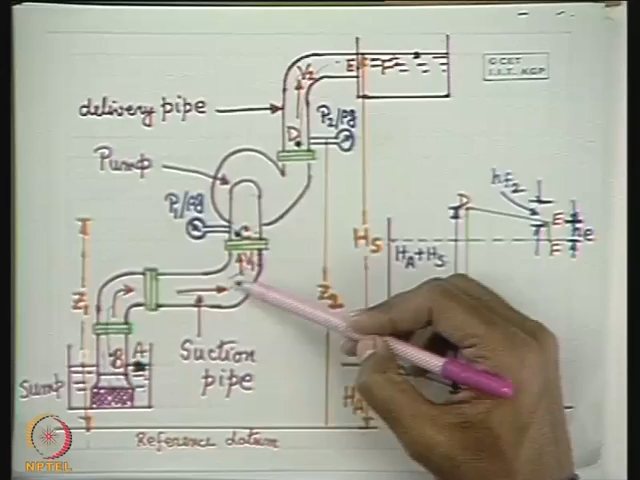 © CET
I.I.T. KGP
delivery pipe
V2
E
F
P2/ρg
D
Pump
P1/ρg
C
V1
Hs
Z2
Z1
B
A
Sump
Suction
pipe
Reference datum
hf2
D
E
he
F
HA+Hs
NPTEL